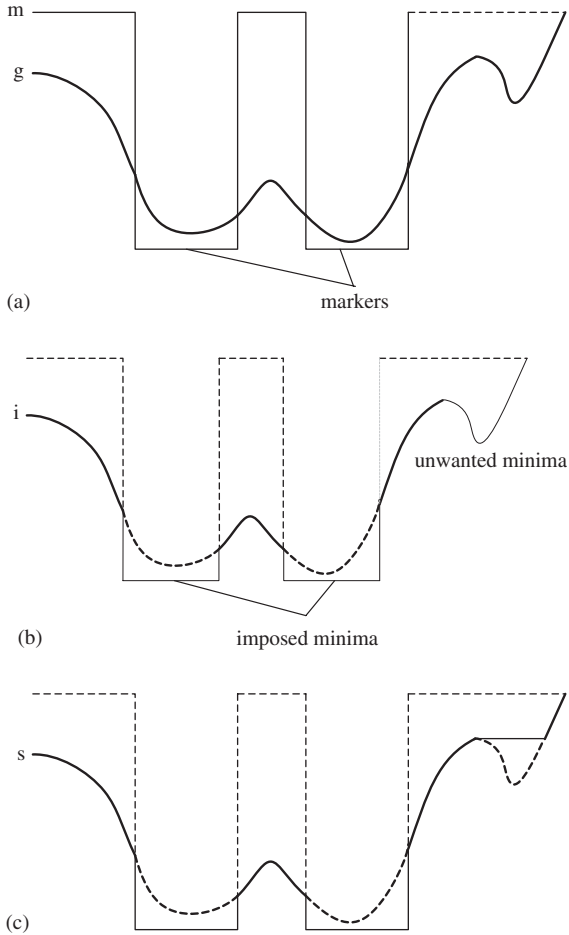 m
g
(a)
markers
i
unwanted minima
(b)
imposed minima
s
(c)